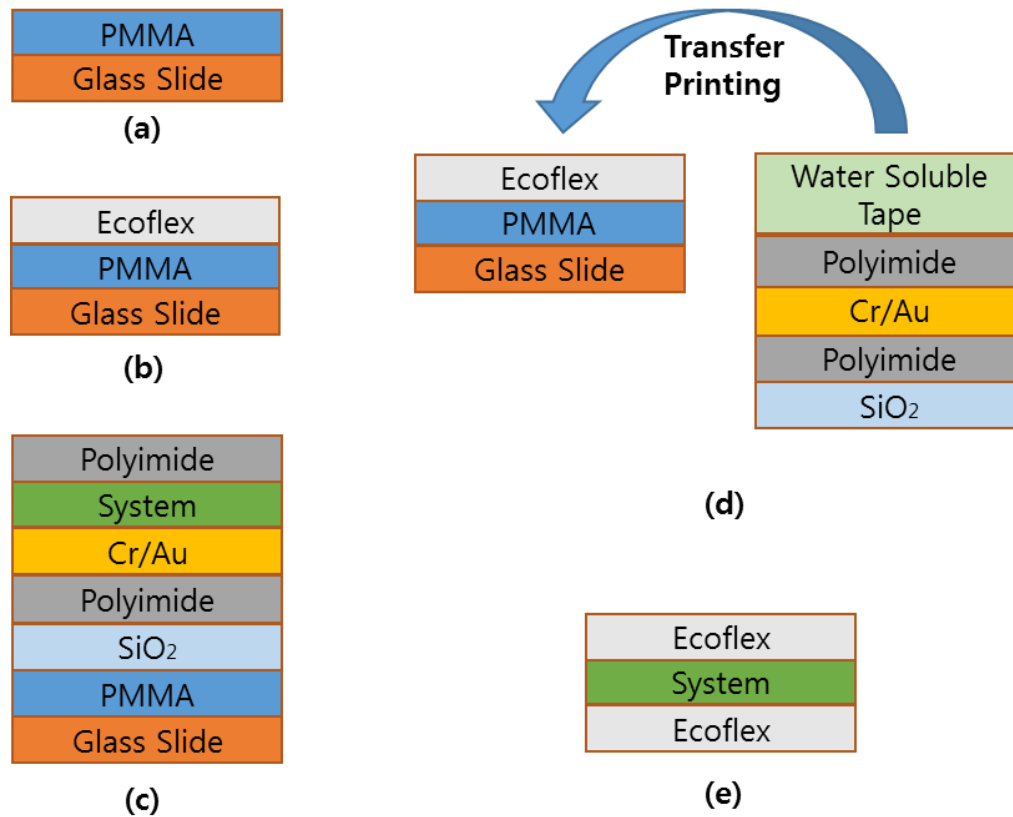 PMMA
Glass Slide
(a)
Ecoflex
PMMA
Glass Slide
(b)
Polyimide
System
Cr/Au
Polyimide
SiO2
PMMA
Glass Slide
(c)
Transfer
Printing
Ecoflex
PMMA
Glass Slide
Water Soluble
Tape
Polyimide
Cr/Au
Polyimide
SiO2
(d)
Ecoflex
System
Ecoflex
(e)